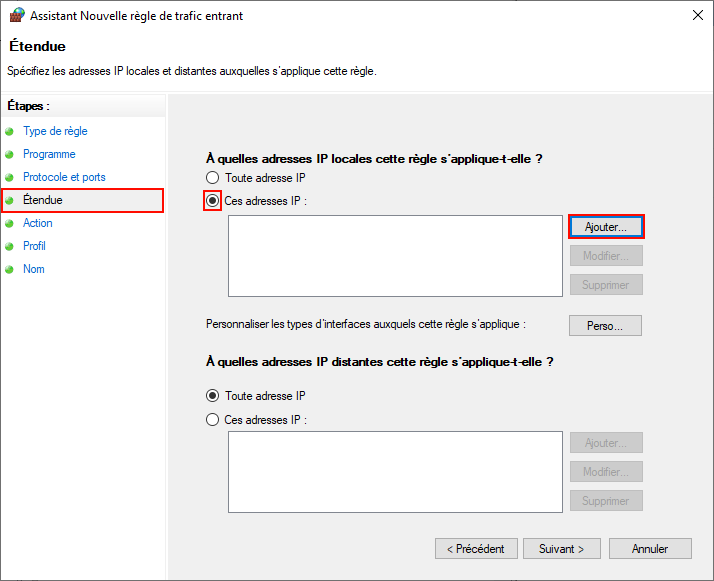 Assistant Nouvelle règle de trafic entrant
Étendue
Spécifiez les adresses IP locales et distantes auxquelles s'applique cette règle.
Étapes :
Type de règle
Programme
Protocole et ports
Étendue
Action
Profil
Nom
À quelles adresses IP locales cette règle s'applique-t-elle ?
Toute adresse IP
Ces adresses IP :
Ajouter...
Modifier...
Supprimer
Personnaliser les types d'interfaces auxquels cette règle s'applique :
Perso...
À quelles adresses IP distantes cette règle s'applique-t-elle ?
Toute adresse IP
Ces adresses IP :
Ajouter...
Modifier...
Supprimer
< Précédent
Suivant >
Annuler